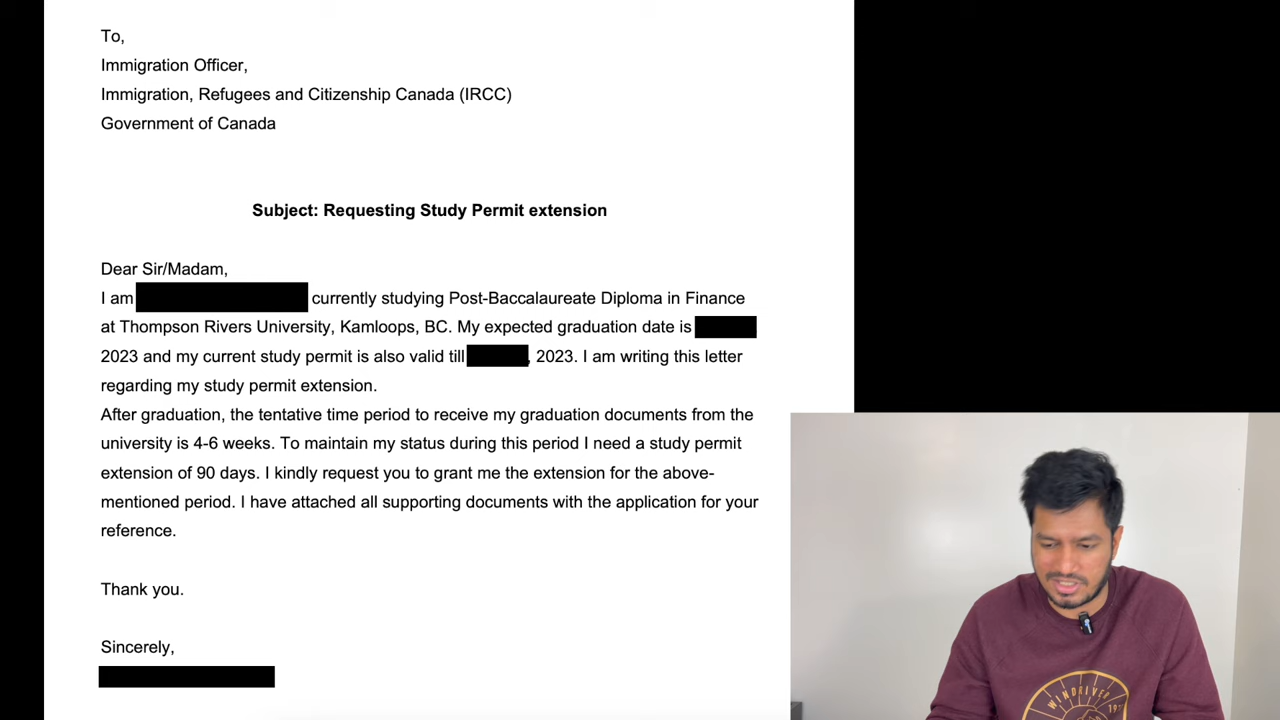 To,
Immigration Officer,
Immigration, Refugees and Citizenship Canada (IRCC)
Government of Canada
Subject: Requesting Study Permit extension
Dear Sir/Madam,
I am currently studying Post-Baccalaureate Diploma in Finance
at Thompson Rivers University, Kamloops, BC. My expected graduation date is
2023 and my current study permit is also valid till , 2023. I am writing this letter
regarding my study permit extension.
After graduation, the tentative time period to receive my graduation documents from the
university is 4-6 weeks. To maintain my status during this period I need a study permit
extension of 90 days. I kindly request you to grant me the extension for the above-
mentioned period. I have attached all supporting documents with the application for your
reference.
Thank you.
Sincerely,
WINDRIVER